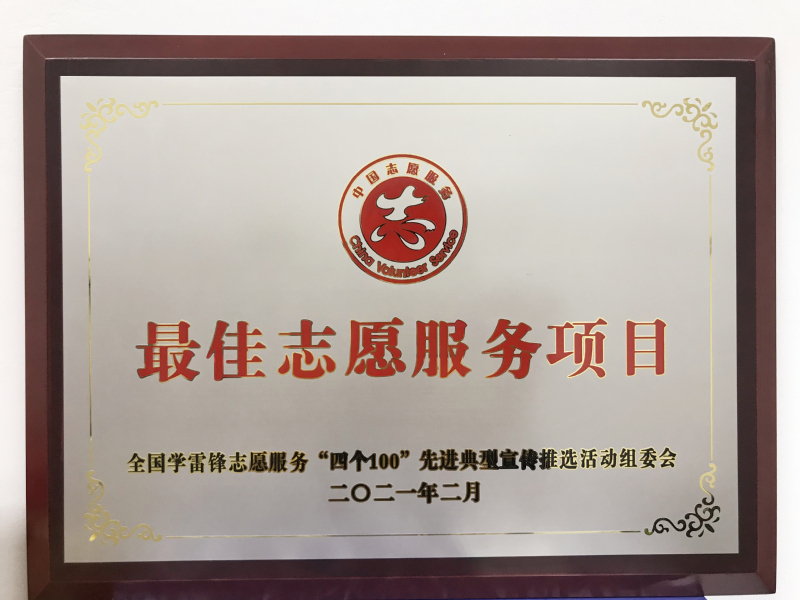 中国志愿服务
志
China Volunteer Service
最佳志愿服务项目
全国学雷锋志愿服务“四个100”先进典型宣传推选活动组委会
二〇二一年二月